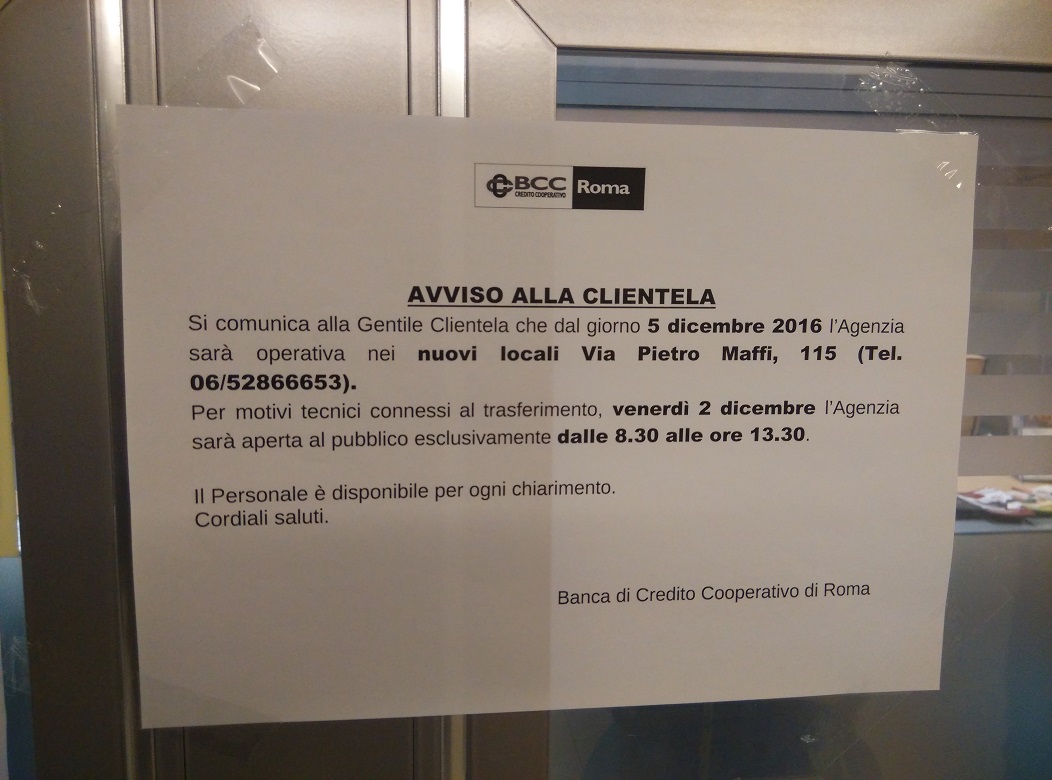 BCC Roma
CREDITO COOPERATIVO
AVVISO ALLA CLIENTELA
Si comunica alla Gentile Clientela che dal giorno 5 dicembre 2016 l'Agenzia
sarà operativa nei nuovi locali Via Pietro Maffi, 115 (Tel.
06/52866653).
Per motivi tecnici connessi al trasferimento, venerdì 2 dicembre l'Agenzia
sarà aperta al pubblico esclusivamente dalle 8.30 alle ore 13.30.
Il Personale è disponibile per ogni chiarimento.
Cordiali saluti.
Banca di Credito Cooperativo di Roma